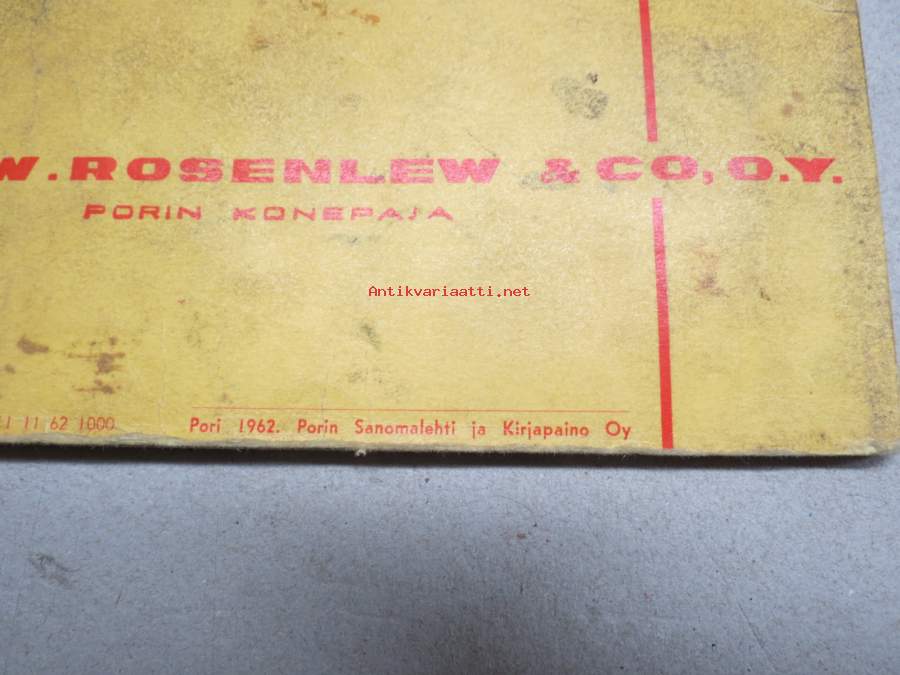 W. ROSENLEW & CO, O.Y.
PORIN KONEPAJA
Antikvariaatti.net
11 62 1000 Pori 1962. Porin Sanomalehti ja Kirjapaino Oy